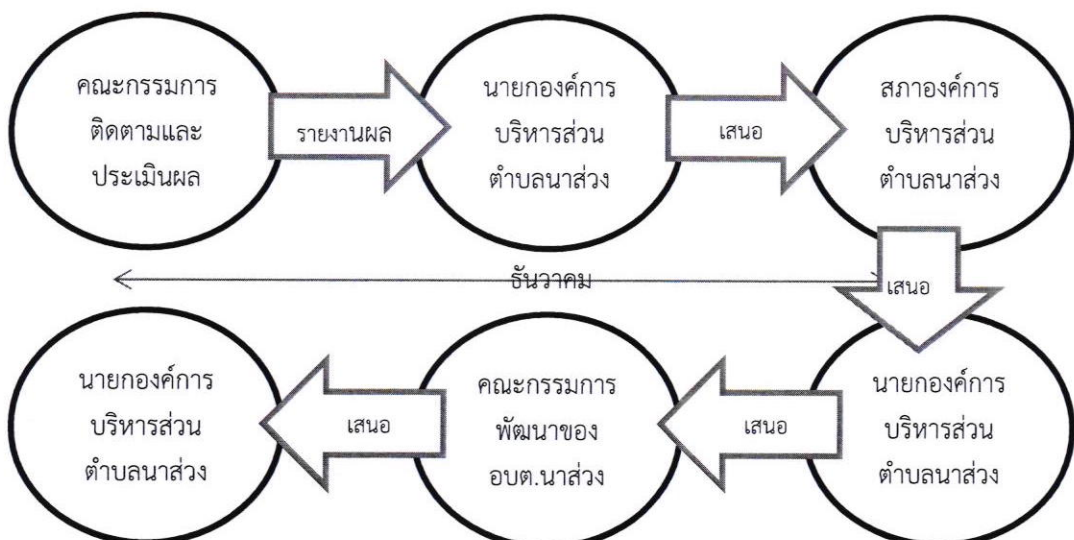 คณะกรรมการ
ติดตามและ
ประเมินผล
รายงานผล
นายกองค์การ
บริหารส่วน
ตำบลนาส่วง
เสนอ
สภาองค์การ
บริหารส่วน
ตำบลนาส่วง
ธันวาคม
เสนอ
นายกองค์การ
บริหารส่วน
ตำบลนาส่วง
เสนอ
คณะกรรมการ
พัฒนาของ
อบต.นาส่วง
เสนอ
นายกองค์การ
บริหารส่วน
ตำบลนาส่วง